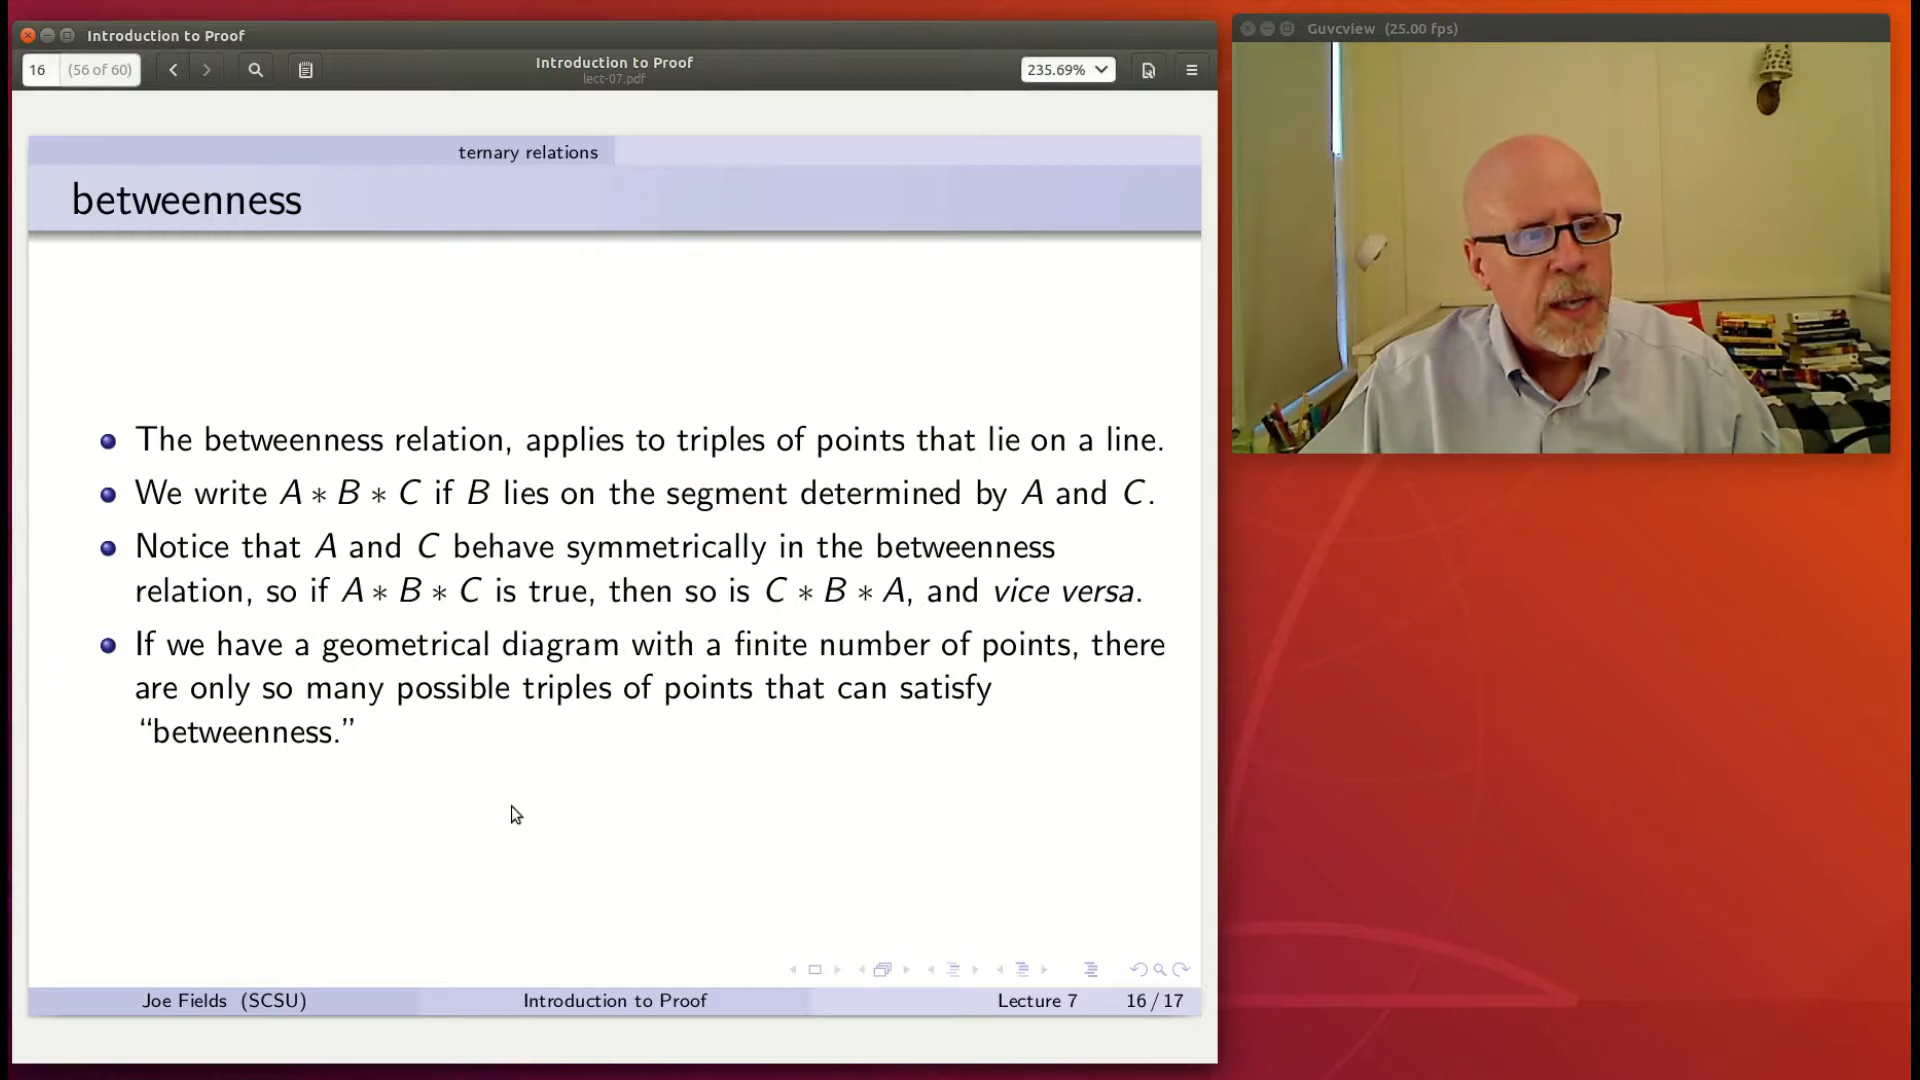 Introduction to Proof
16 (56 of 60)
Introduction to Proof
lect-07.pdf
235.69%
Guvcview (25.00 fps)
ternary relations
betweenness
The betweenness relation, applies to triples of points that lie on a line.
We write A ∗ B ∗ C if B lies on the segment determined by A and C.
Notice that A and C behave symmetrically in the betweenness
relation, so if A ∗ B ∗ C is true, then so is C ∗ B ∗ A, and vice versa.
If we have a geometrical diagram with a finite number of points, there
are only so many possible triples of points that can satisfy
“betweenness.”
Joe Fields (SCSU) Introduction to Proof Lecture 7 16 / 17